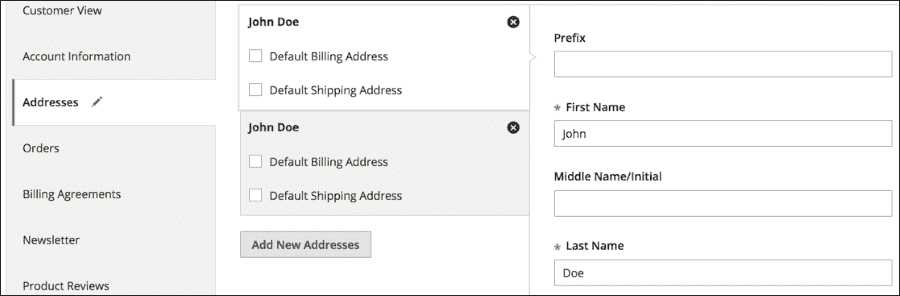 Customer View
Account Information
Addresses
Orders
Billing Agreements
Newsletter
Product Reviews
John Doe
Default Billing Address
Default Shipping Address
John Doe
Default Billing Address
Default Shipping Address
Add New Addresses
Prefix
* First Name
John
Middle Name/Initial
* Last Name
Doe